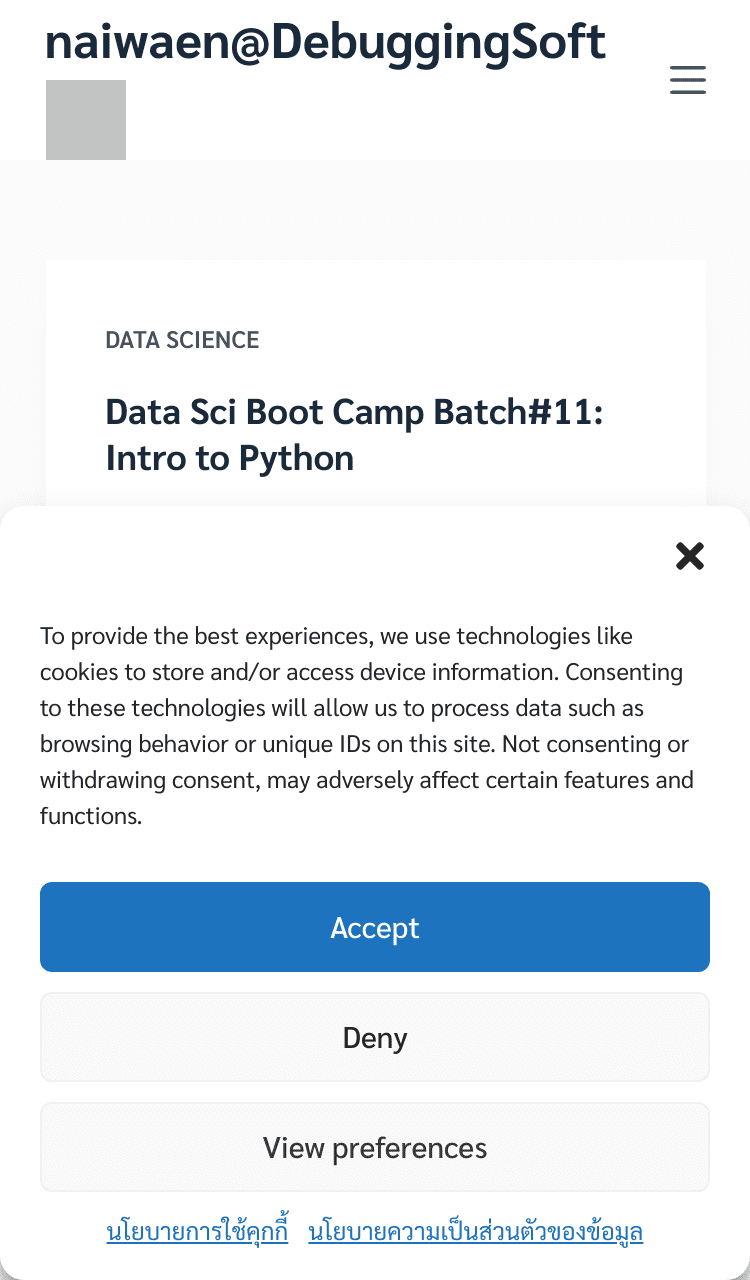 naiwaen@DebuggingSoft
DATA SCIENCE
Data Sci Boot Camp Batch#11:
Intro to Python
To provide the best experiences, we use technologies like
cookies to store and/or access device information. Consenting
to these technologies will allow us to process data such as
browsing behavior or unique IDs on this site. Not consenting or
withdrawing consent, may adversely affect certain features and
functions.
Accept
Deny
View preferences
นโยบายการใช้คุกกี้ นโยบายความเป็นส่วนตัวของข้อมูล